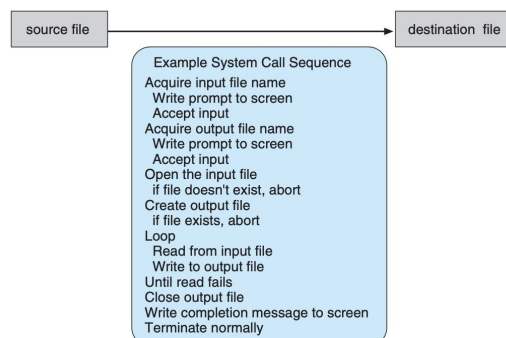 source file
destination file
Example System Call Sequence
Acquire input file name
Write prompt to screen
Accept input
Acquire output file name
Write prompt to screen
Accept input
Open the input file
if file doesn't exist, abort
Create output file
if file exists, abort
Loop
Read from input file
Write to output file
Until read fails
Close output file
Write completion message to screen
Terminate normally